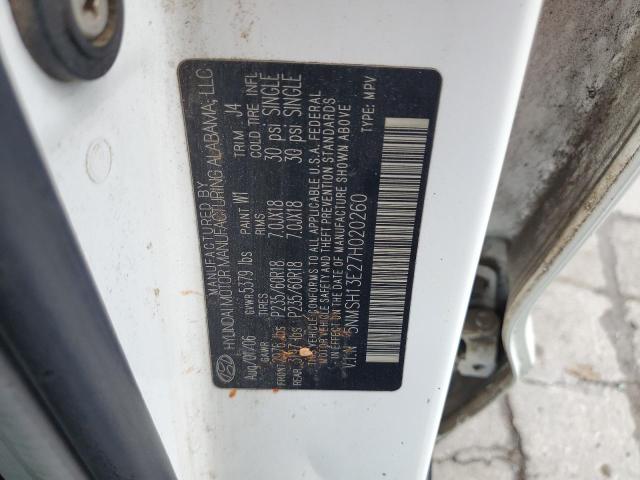 MANUFACTURED BY
HYUNDAI MOTOR MANUFACTURING ALABAMA, LLC
PAINT W1 TRIM J4
GVWR 5379 lbs
GAWR TIRES RIMS COLD TIRE INFL
FRONT lbs P235/60R18 7.0JX18 30 psi SINGLE
REAR lbs P235/60R18 7.0JX18 30 psi SINGLE
THIS VEHICLE CONFORMS TO ALL APPLICABLE U.S.A. FEDERAL
MOTOR VEHICLE SAFETY AND THEFT PREVENTION STANDARDS
IN EFFECT ON THE DATE OF MANUFACTURE SHOWN ABOVE
V.I.N 5NMSH13E27H020260 TYPE: MPV